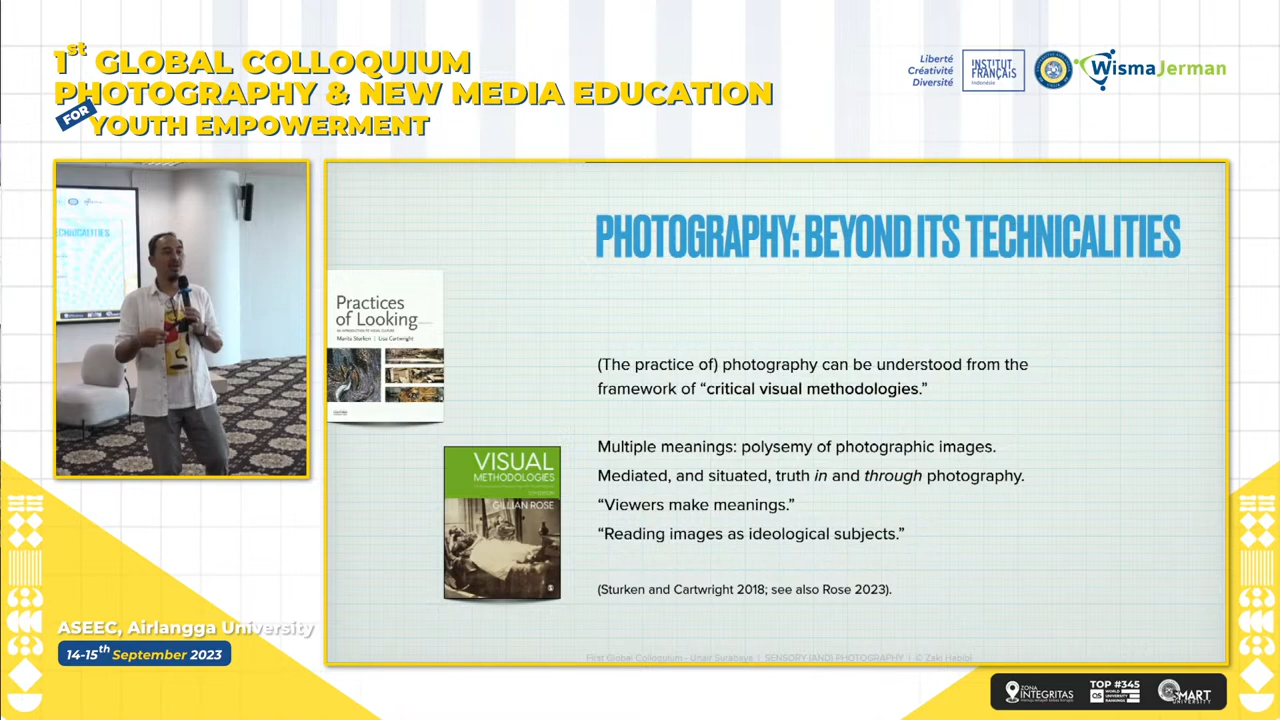 1st GLOBAL COLLOQUIUM
PHOTOGRAPHY & NEW MEDIA EDUCATION
FOR YOUTH EMPOWERMENT
Liberté
Créativité
Diversité
INSTITUT
FRANÇAIS
Indonesia
WismaJerman
PHOTOGRAPHY: BEYOND ITS TECHNICALITIES
Practices
of Looking
AN INTRODUCTION TO VISUAL CULTURE
Marita Sturken | Lisa Cartwright
(The practice of) photography can be understood from the
framework of “critical visual methodologies.”
VISUAL
METHODOLOGIES
GILLIAN ROSE
Multiple meanings: polysemy of photographic images.
Mediated, and situated, truth in and through photography.
“Viewers make meanings.”
“Reading images as ideological subjects.”
(Sturken and Cartwright 2018; see also Rose 2023).
First Global Colloquium - Unair Surabaya | SENSORY (AND) PHOTOGRAPHY | © Zaki Habibi
ASEEC, Airlangga University
14-15th September 2023
ZONA
INTEGRITAS
TOP #345
QS WORLD
UNIVERSITY
RANKINGS
SMART
UNIVERSITY